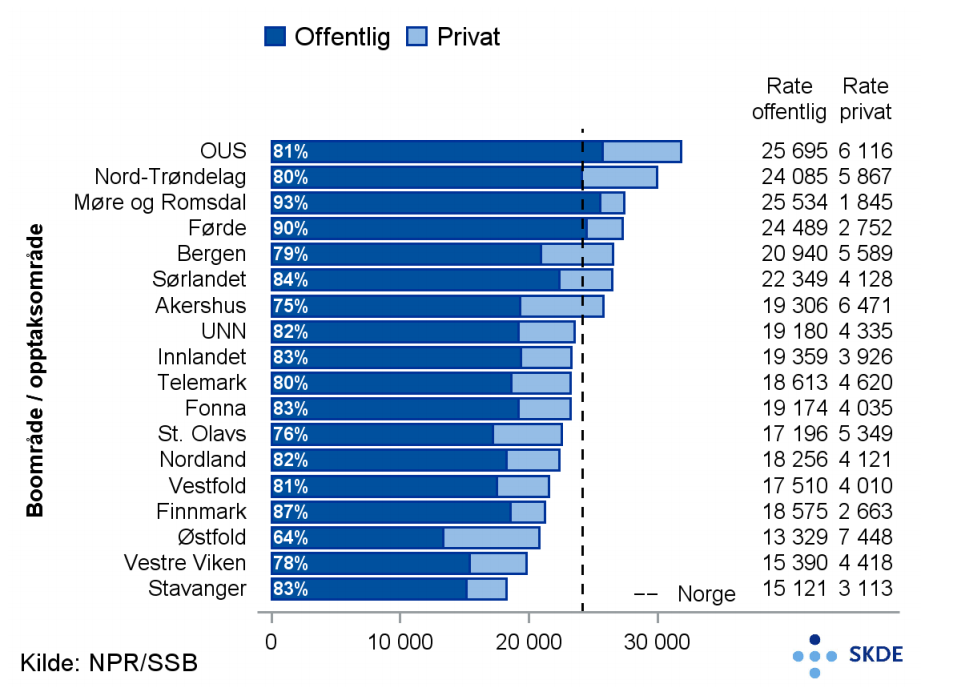 Offentlig Privat
Rate Rate
offentlig privat
OUS 81% 25 695 6 116
Nord-Trøndelag 80% 24 085 5 867
Møre og Romsdal 93% 25 534 1 845
Førde 90% 24 489 2 752
Bergen 79% 20 940 5 589
Sørlandet 84% 22 349 4 128
Akershus 75% 19 306 6 471
UNN 82% 19 180 4 335
Innlandet 83% 19 359 3 926
Telemark 80% 18 613 4 620
Fonna 83% 19 174 4 035
St. Olavs 76% 17 196 5 349
Nordland 82% 18 256 4 121
Vestfold 81% 17 510 4 010
Finnmark 87% 18 575 2 663
Østfold 64% 13 329 7 448
Vestre Viken 78% 15 390 4 418
Stavanger 83% 15 121 3 113
Norge
Boområde / opptaksområde
0 10 000 20 000 30 000
Kilde: NPR/SSB
SKDE